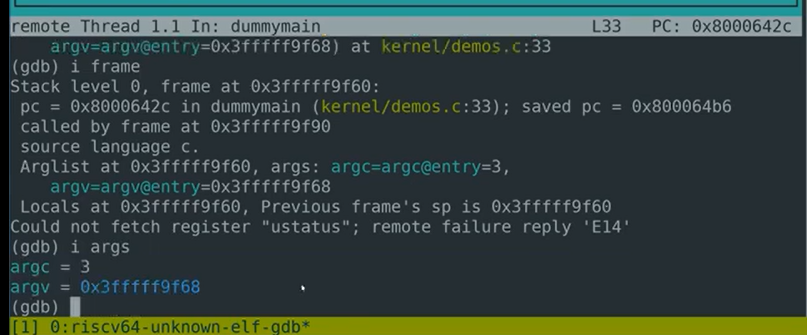 remote Thread 1.1 In: dummymain L33 PC: 0x8000642c
argv=argv@entry=0x3fffff9f68) at kernel/demos.c:33
(gdb) i frame
Stack level 0, frame at 0x3fffff9f60:
pc = 0x8000642c in dummymain (kernel/demos.c:33); saved pc = 0x800064b6
called by frame at 0x3fffff9f90
source language c.
Arglist at 0x3fffff9f60, args: argc=argc@entry=3,
argv=argv@entry=0x3fffff9f68
Locals at 0x3fffff9f60, Previous frame's sp is 0x3fffff9f60
Could not fetch register "ustatus"; remote failure reply 'E14'
(gdb) i args
argc = 3
argv = 0x3fffff9f68
(gdb)
[1] 0:riscv64-unknown-elf-gdb*